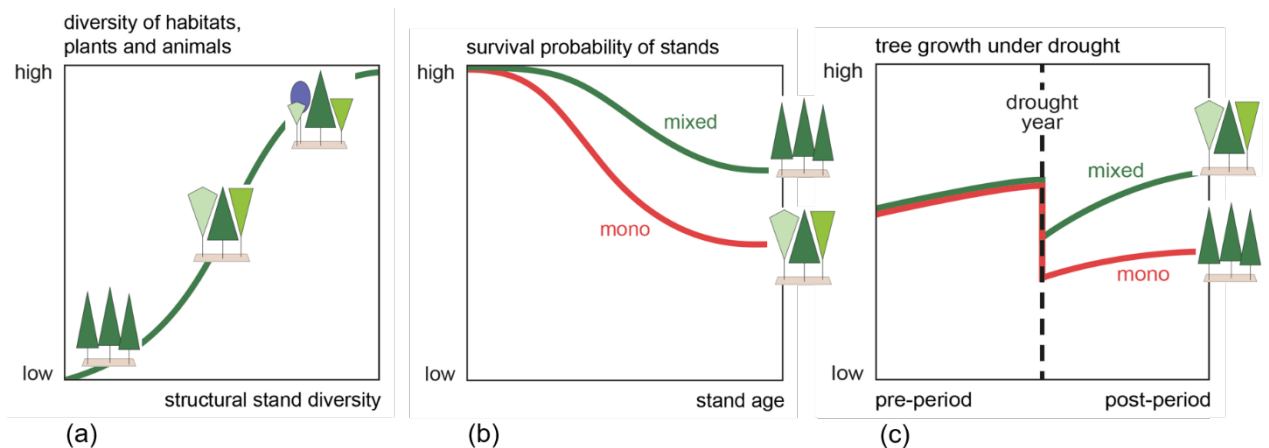 diversity of habitats,
plants and animals
high
low
structural stand diversity
(a)
survival probability of stands
high
mixed
mono
low
stand age
(b)
tree growth under drought
high
drought
year
mixed
mono
low
pre-period
post-period
(c)